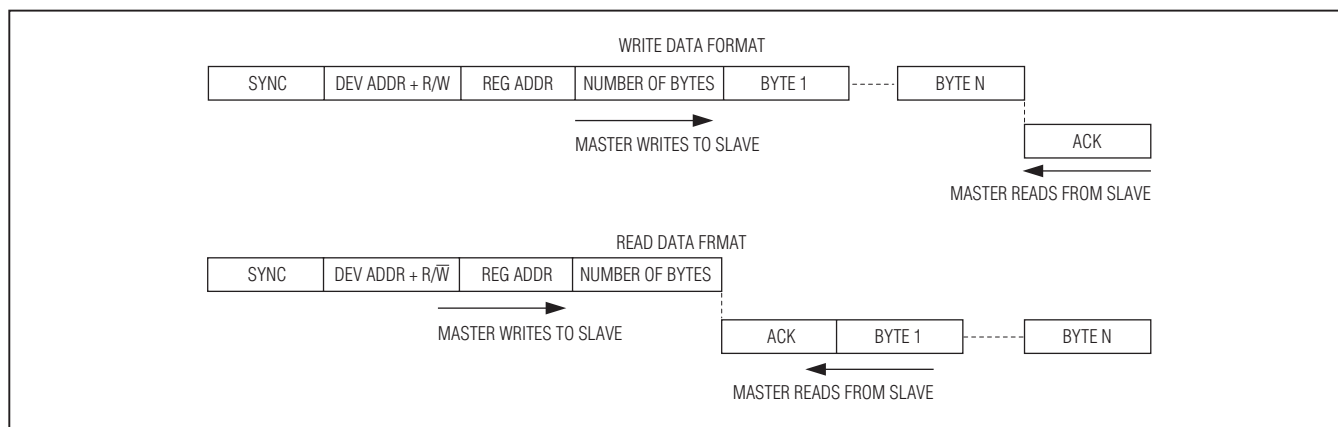 WRITE DATA FORMAT
SYNC DEV ADDR + R/W REG ADDR NUMBER OF BYTES BYTE 1 BYTE N
MASTER WRITES TO SLAVE
ACK
MASTER READS FROM SLAVE
READ DATA FRMAT
SYNC DEV ADDR + R/W̅ REG ADDR NUMBER OF BYTES
MASTER WRITES TO SLAVE
ACK BYTE 1 BYTE N
MASTER READS FROM SLAVE